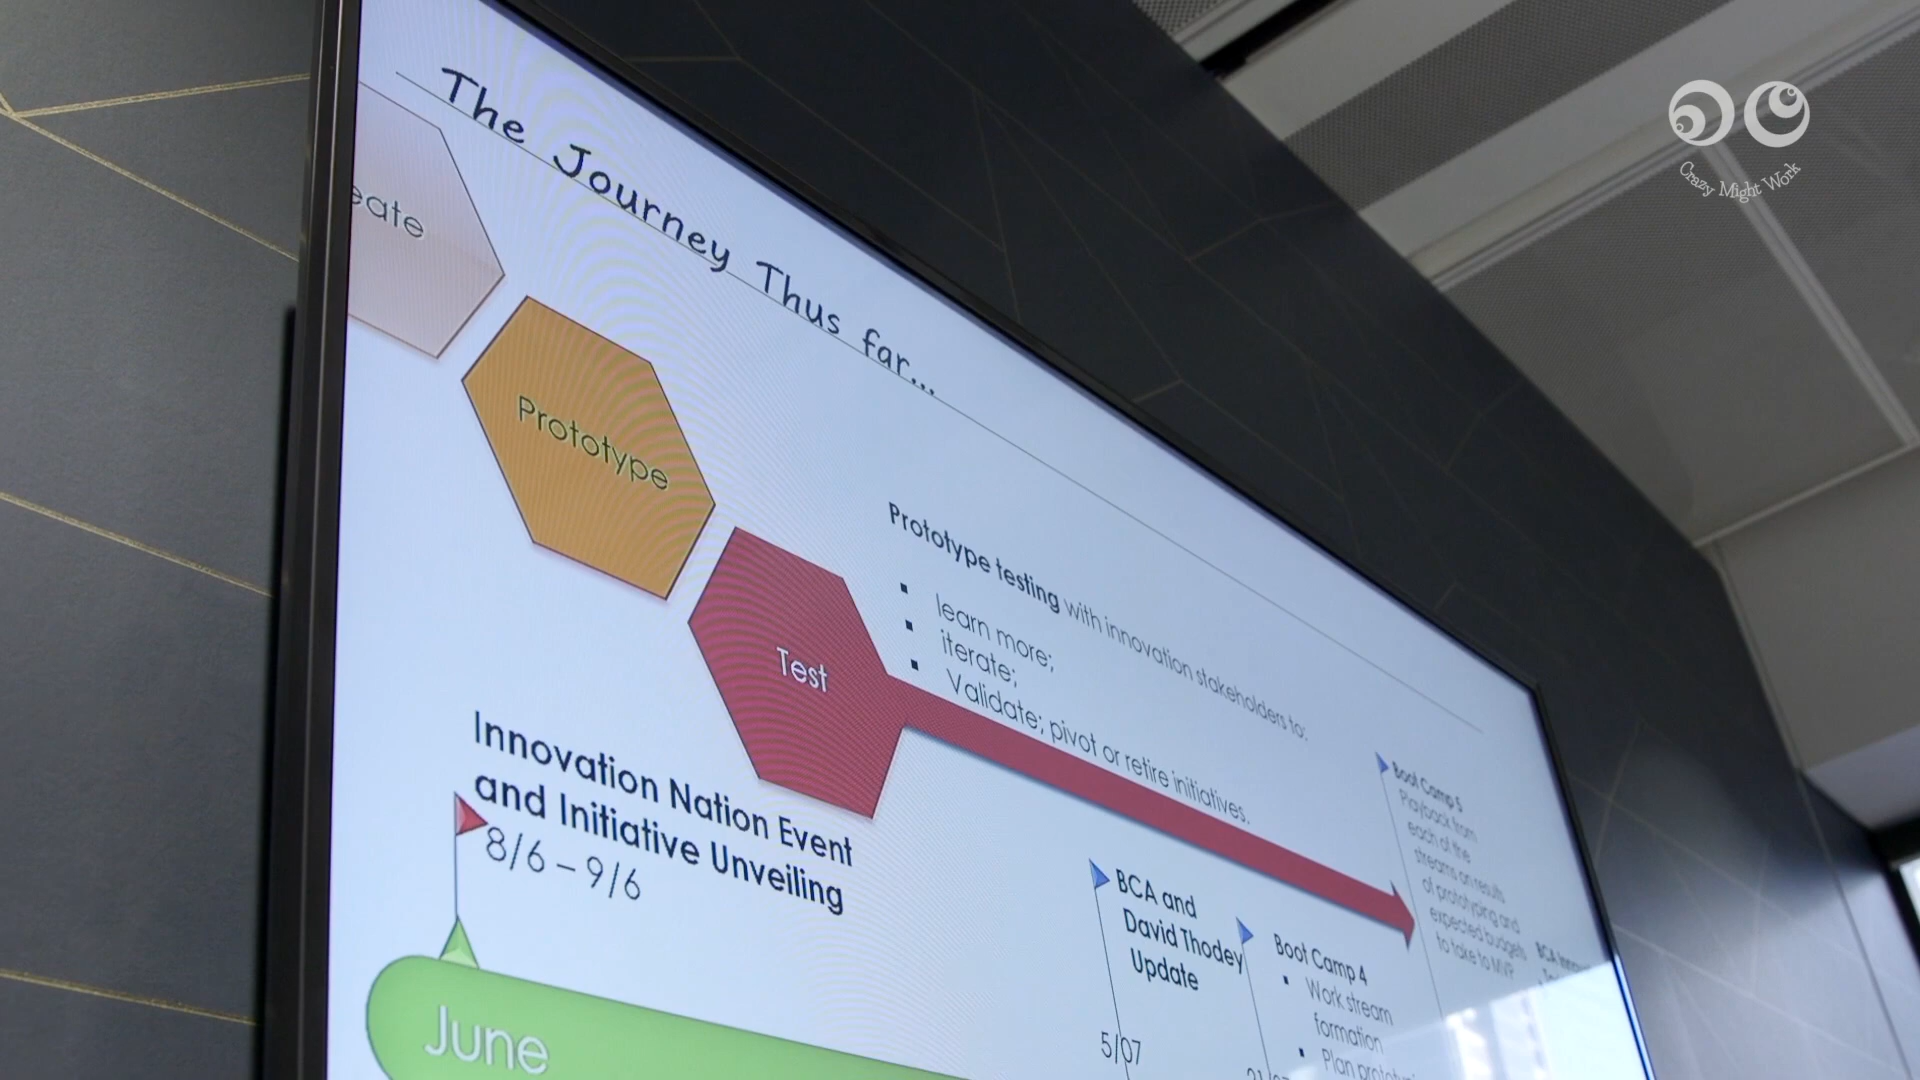 The Journey Thus far...
Crazy Might Work
eate
Prototype
Test
Prototype testing with innovation stakeholders to:
▪ learn more;
▪ iterate;
▪ Validate; pivot or retire initiatives.
Innovation Nation Event
and Initiative Unveiling
8/6 – 9/6
June
BCA and
David Thodey
Update
5/07
Boot Camp 4
▪ Work stream
formation
▪ Plan prototypi
Boot Camp 5
Playback from
each of the
streams on results
of prototyping and
expected budgets
to take to MVP
BCA